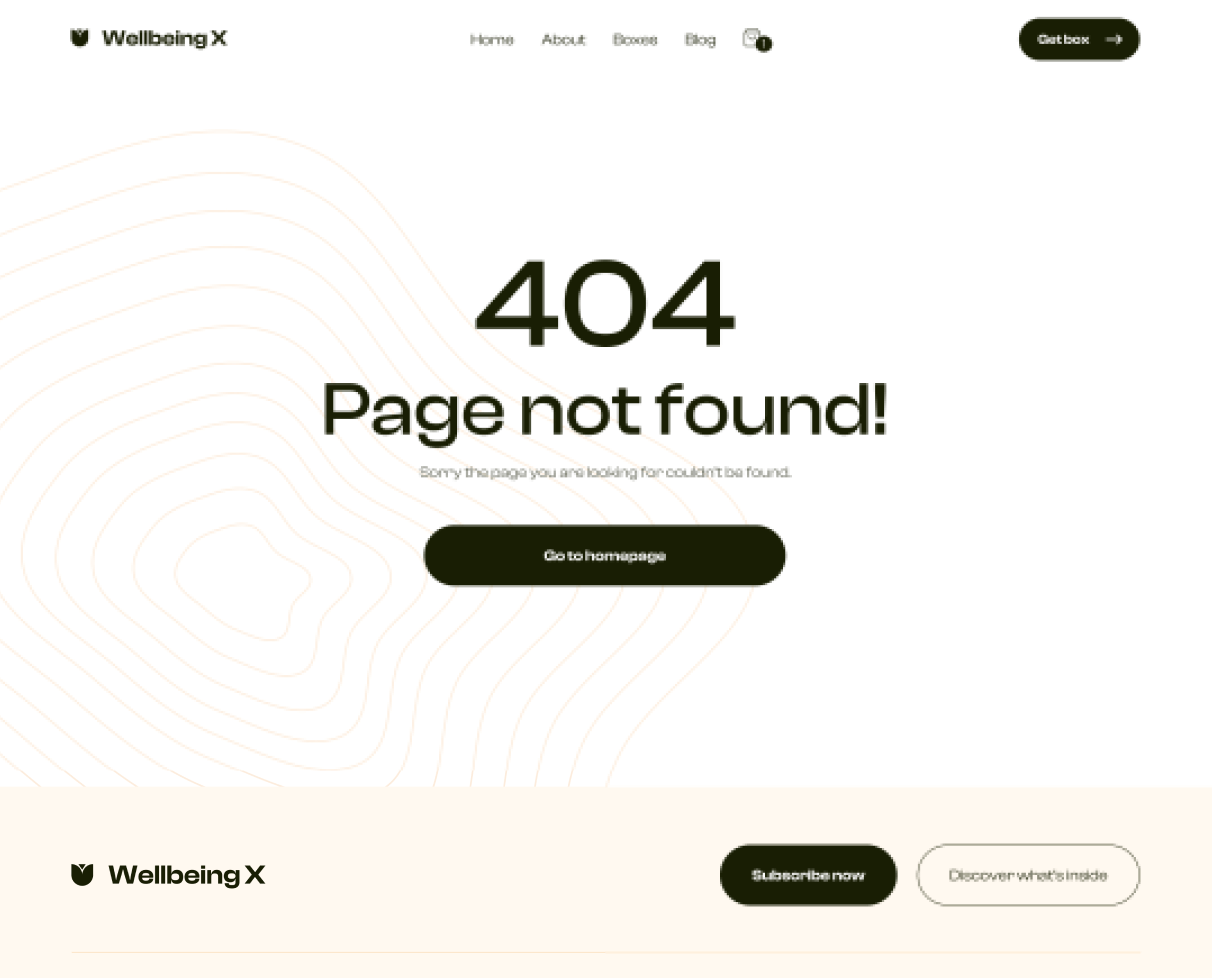 Wellbeing X
Home About Boxes Blog 1
Get box →
404
Page not found!
Sorry the page you are looking for couldn't be found.
Go to homepage
Wellbeing X
Subscribe now
Discover what's inside